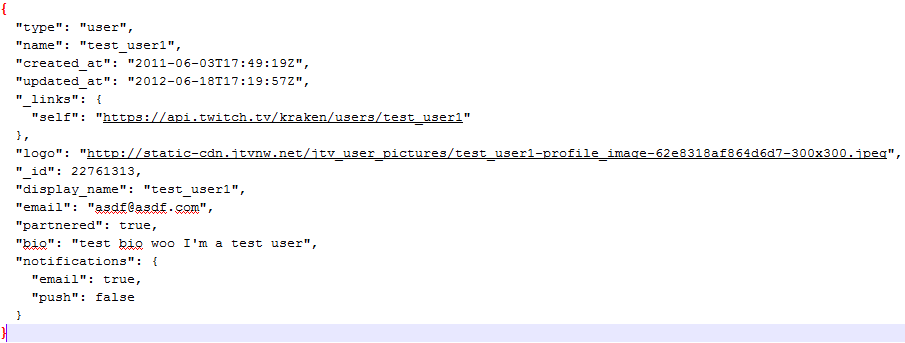 {
  "type": "user",
  "name": "test_user1",
  "created_at": "2011-06-03T17:49:19Z",
  "updated_at": "2012-06-18T17:19:57Z",
  "_links": {
    "self": "https://api.twitch.tv/kraken/users/test_user1"
  },
  "logo": "http://static-cdn.jtvnw.net/jtv_user_pictures/test_user1-profile_image-62e8318af864d6d7-300x300.jpeg",
  "_id": 22761313,
  "display_name": "test_user1",
  "email": "asdf@asdf.com",
  "partnered": true,
  "bio": "test bio woo I'm a test user",
  "notifications": {
    "email": true,
    "push": false
  }
}